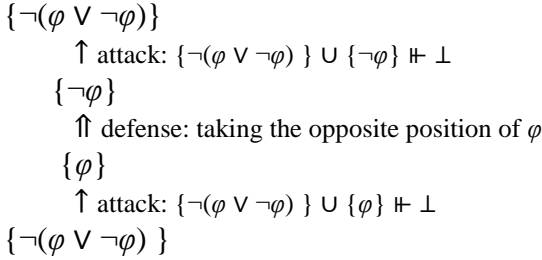 {¬(φ ∨ ¬φ)}
↑ attack: {¬(φ ∨ ¬φ) } ∪ {¬φ} ⊮ ⊥
{¬φ}
⇑ defense: taking the opposite position of φ
{φ}
↑ attack: {¬(φ ∨ ¬φ) } ∪ {φ} ⊩ ⊥
{¬(φ ∨ ¬φ) }